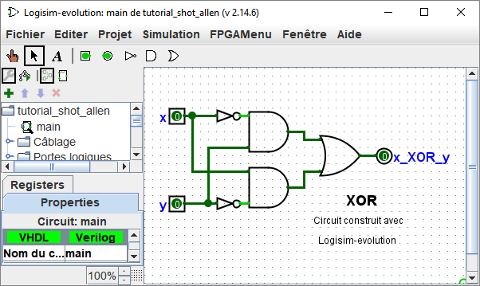 Logisim-evolution: main de tutorial_shot_allen (v 2.14.6)
Fichier Editer Projet Simulation FPGAMenu Fenêtre Aide
A
tutorial_shot_allen
main
Câblage
Portes logiques
Registers
Properties
Circuit: main
VHDL Verilog
Nom du c... main
100%
x
0
y
0
0
x_XOR_y
XOR
Circuit construit avec
Logisim-evolution